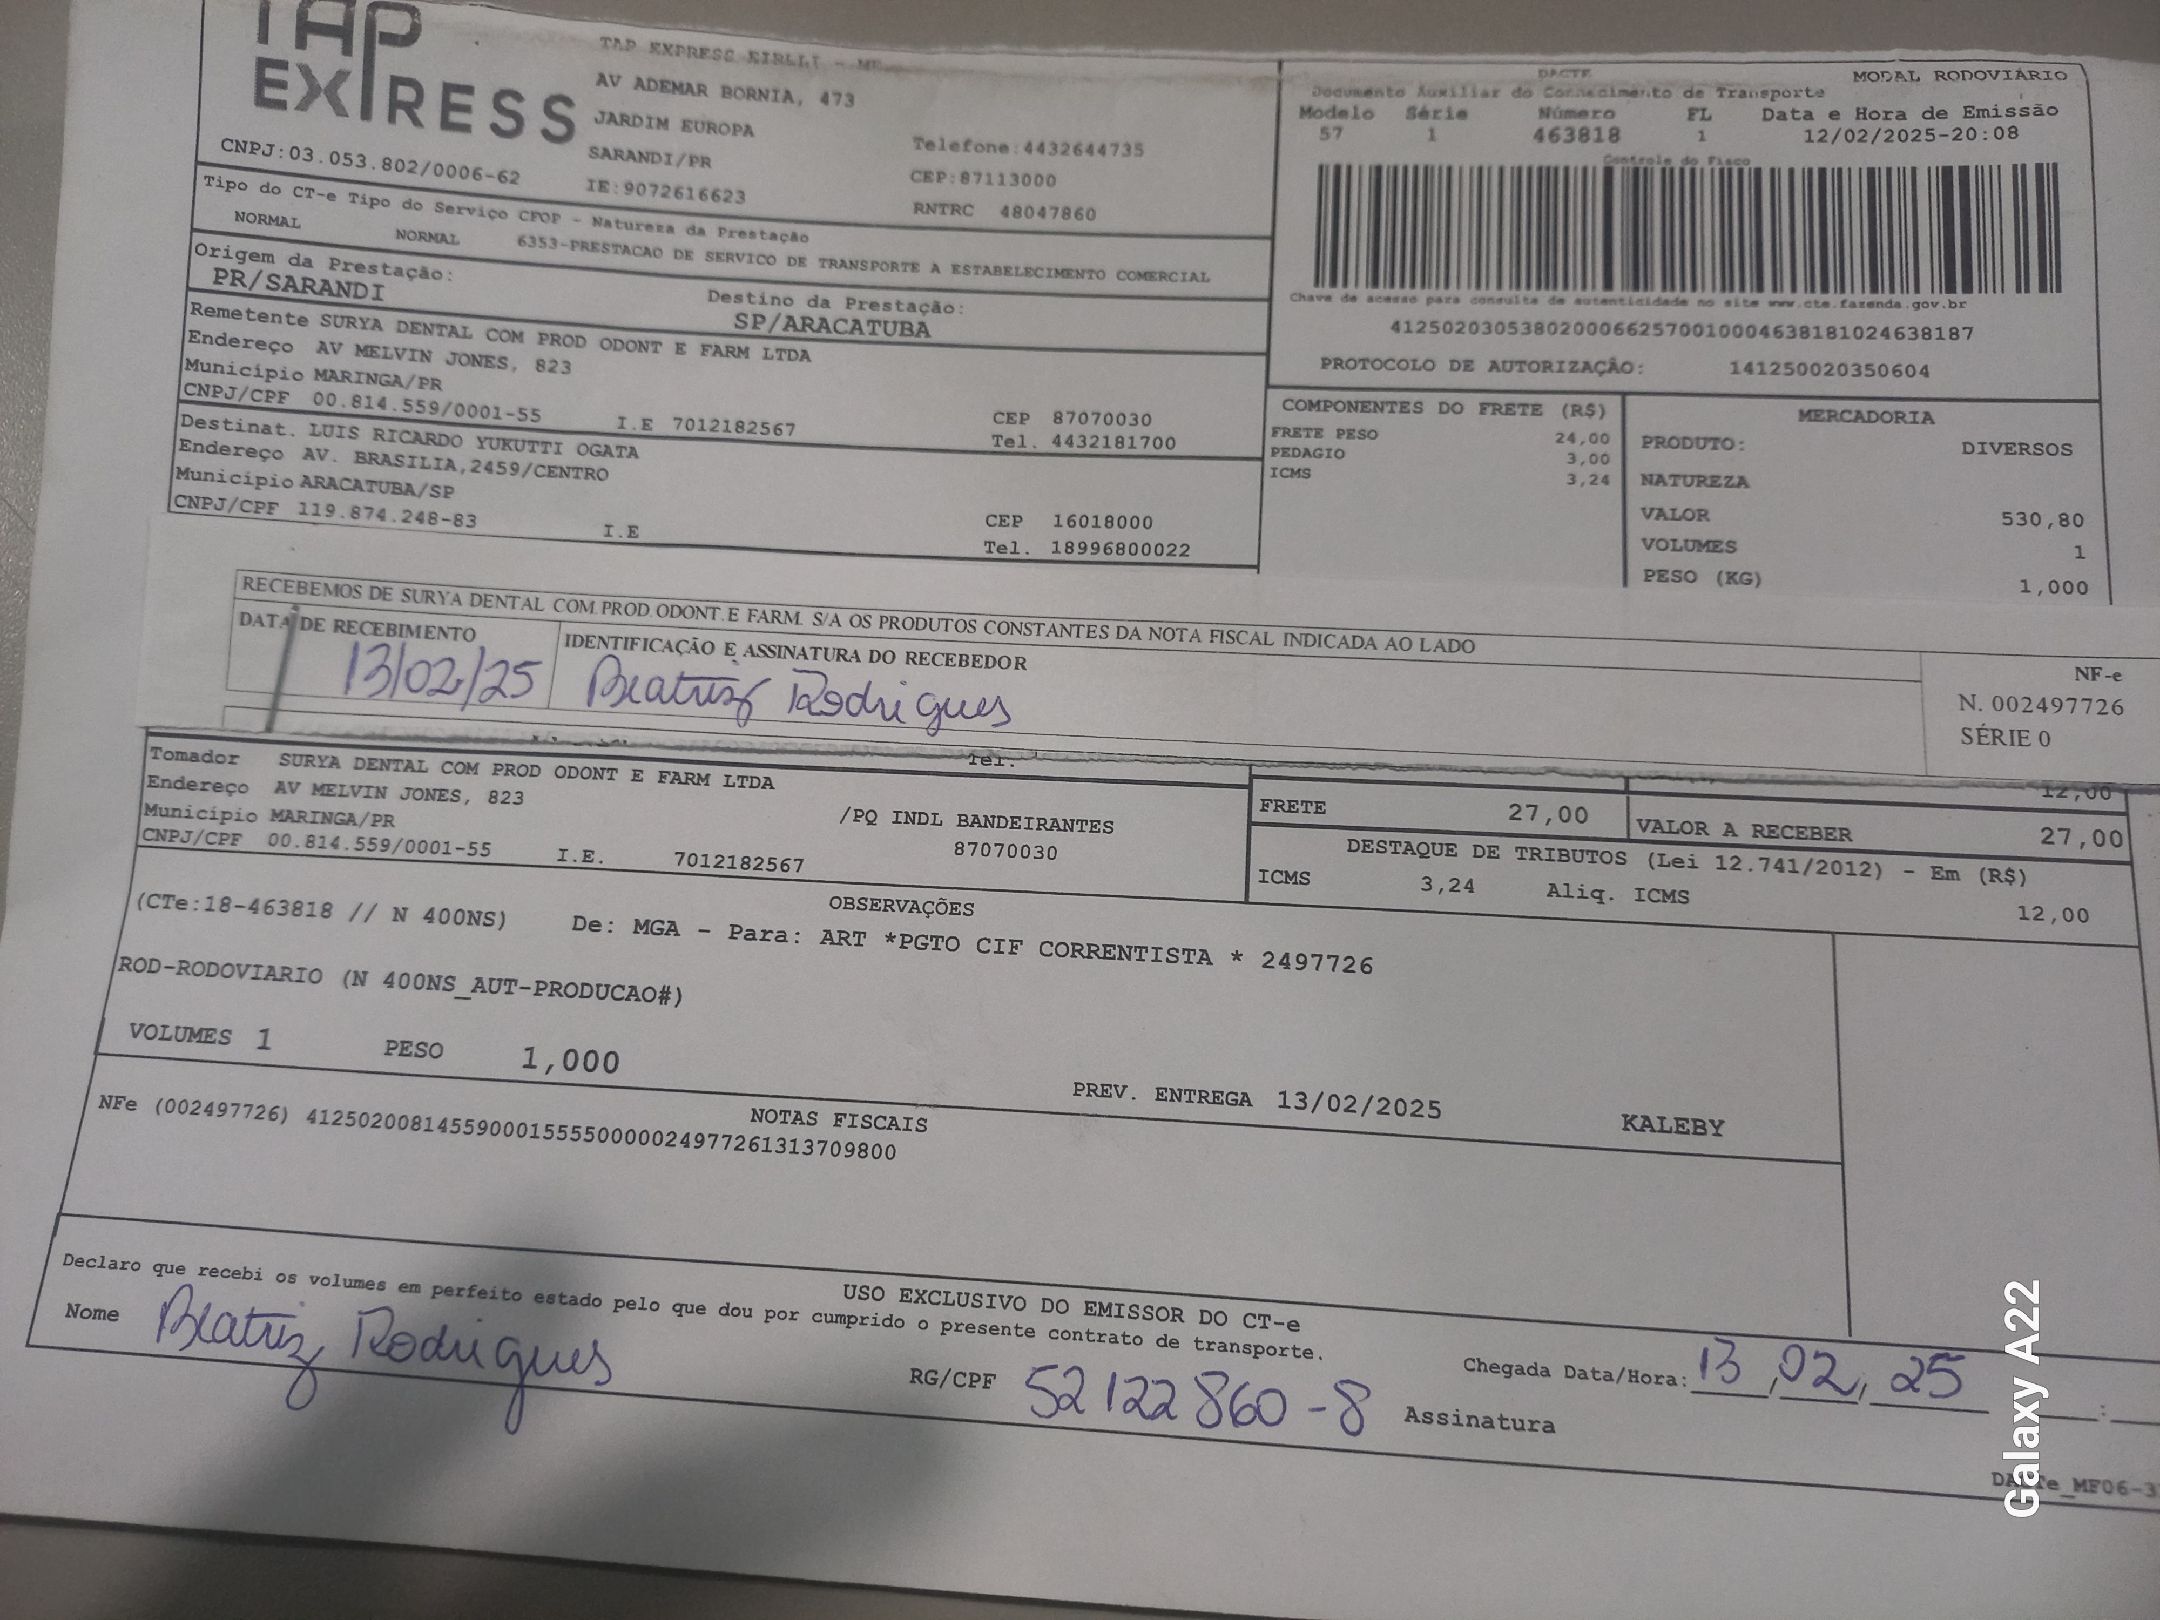 TAP
EXPRESS
CNPJ:03.053.802/0006-62
TAP EXPRESS EIRLLI - ME
AV ADEMAR BORNIA, 473
JARDIM EUROPA
SARANDI/PR
IE:9072616623
Telefone:4432644735
CEP:87113000
RNTRC 48047860
DACTE
MODAL RODOVIÁRIO
Documento Auxiliar do Conhecimento de Transporte
Modelo Série Número FL Data e Hora de Emissão
57 1 463818 1 12/02/2025-20:08
Controle do Fisco
Chave de acesso para consulta de autenticidade no site www.cte.fazenda.gov.br
41250203053802000662570010004638181024638187
PROTOCOLO DE AUTORIZAÇÃO: 141250020350604
Tipo do CT-e Tipo do Serviço CFOP - Natureza da Prestação
NORMAL NORMAL 6353-PRESTACAO DE SERVICO DE TRANSPORTE A ESTABELECIMENTO COMERCIAL
Origem da Prestação:
PR/SARANDI
Destino da Prestação:
SP/ARACATUBA
Remetente SURYA DENTAL COM PROD ODONT E FARM LTDA
Endereço AV MELVIN JONES, 823
Município MARINGA/PR
CNPJ/CPF 00.814.559/0001-55 I.E 7012182567
CEP 87070030
Tel. 4432181700
Destinat. LUIS RICARDO YUKUTTI OGATA
Endereço AV. BRASILIA,2459/CENTRO
Município ARACATUBA/SP
CNPJ/CPF 119.874.248-83 I.E
CEP 16018000
Tel. 18996800022
COMPONENTES DO FRETE (R$)
FRETE PESO 24,00
PEDAGIO 3,00
ICMS 3,24
MERCADORIA
PRODUTO: DIVERSOS
NATUREZA
VALOR 530,80
VOLUMES 1
PESO (KG) 1,000
RECEBEMOS DE SURYA DENTAL COM.PROD.ODONT.E FARM. S/A OS PRODUTOS CONSTANTES DA NOTA FISCAL INDICADA AO LADO
DATA DE RECEBIMENTO
13/02/25
IDENTIFICAÇÃO E ASSINATURA DO RECEBEDOR
Beatriz Rodrigues
NF-e
N. 002497726
SÉRIE 0
Tel.
12,00
Tomador SURYA DENTAL COM PROD ODONT E FARM LTDA
Endereço AV MELVIN JONES, 823
/PQ INDL BANDEIRANTES
Município MARINGA/PR
87070030
CNPJ/CPF 00.814.559/0001-55 I.E. 7012182567
FRETE 27,00
VALOR A RECEBER 27,00
DESTAQUE DE TRIBUTOS (Lei 12.741/2012) - Em (R$)
ICMS 3,24 Aliq. ICMS 12,00
OBSERVAÇÕES
(CTe:18-463818 // N 400NS) De: MGA - Para: ART *PGTO CIF CORRENTISTA * 2497726
ROD-RODOVIARIO (N 400NS_AUT-PRODUCAO#)
VOLUMES 1 PESO 1,000
PREV. ENTREGA 13/02/2025 KALEBY
NOTAS FISCAIS
NFe (002497726) 41250200814559000155550000024977261313709800
USO EXCLUSIVO DO EMISSOR DO CT-e
Declaro que recebi os volumes em perfeito estado pelo que dou por cumprido o presente contrato de transporte.
Nome Beatriz Rodrigues
RG/CPF 52122860-8
Chegada Data/Hora: 13, 02, 25 :
Assinatura
Galaxy A22